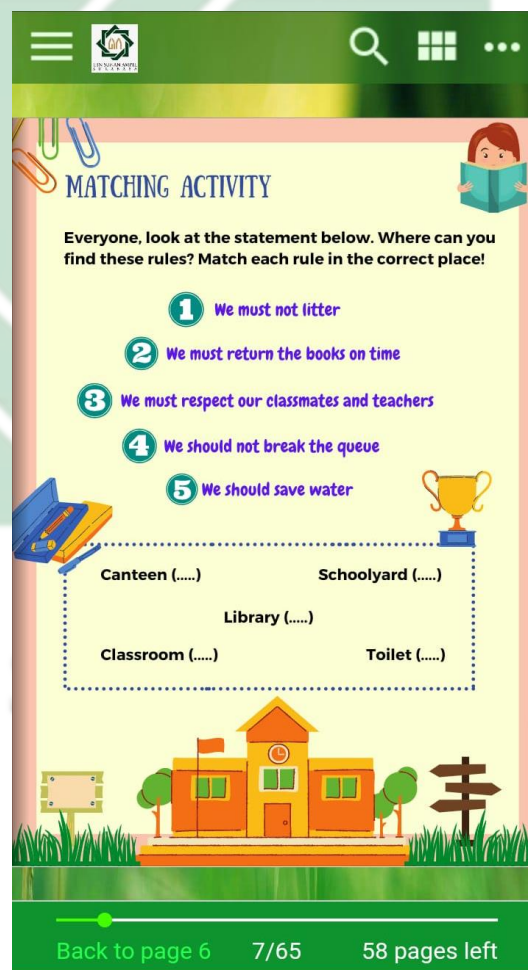 MATCHING ACTIVITY
Everyone, look at the statement below. Where can you
find these rules? Match each rule in the correct place!
1 We must not litter
2 We must return the books on time
3 We must respect our classmates and teachers
4 We should not break the queue
5 We should save water
Canteen (.....) Schoolyard (.....)
Library (.....)
Classroom (.....) Toilet (.....)
Back to page 6 7/65 58 pages left